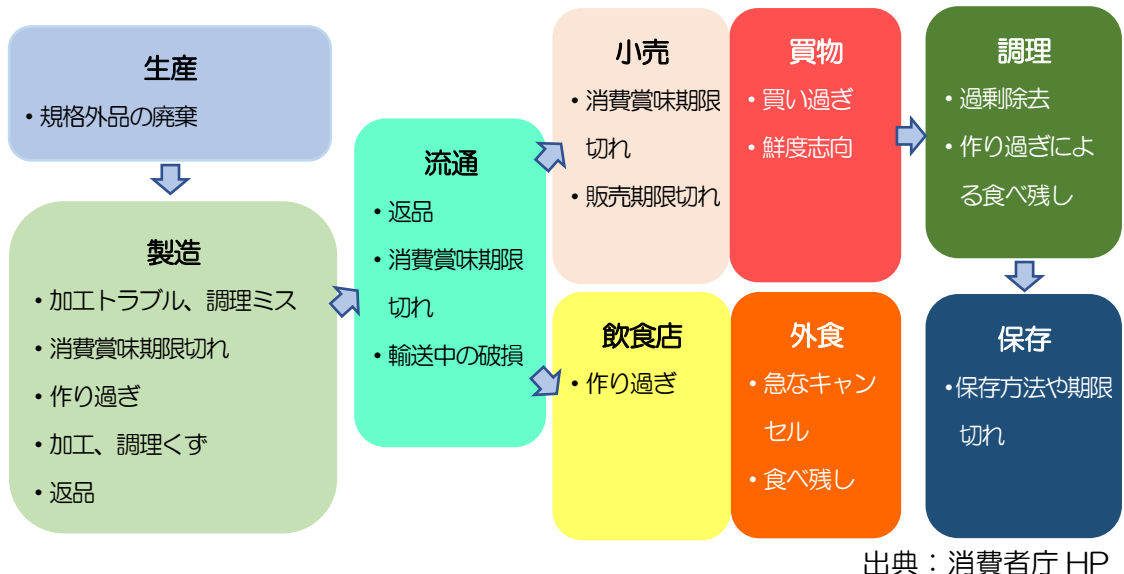 生産
・規格外品の廃棄
製造
・加工トラブル、調理ミス
・消費賞味期限切れ
・作り過ぎ
・加工、調理くず
・返品
流通
・返品
・消費賞味期限
切れ
・輸送中の破損
小売
・消費賞味期限
切れ
・販売期限切れ
買物
・買い過ぎ
・鮮度志向
飲食店
・作り過ぎ
外食
・急なキャン
セル
・食べ残し
調理
・過剰除去
・作り過ぎによ
る食べ残し
保存
・保存方法や期限
切れ
出典：消費者庁 HP